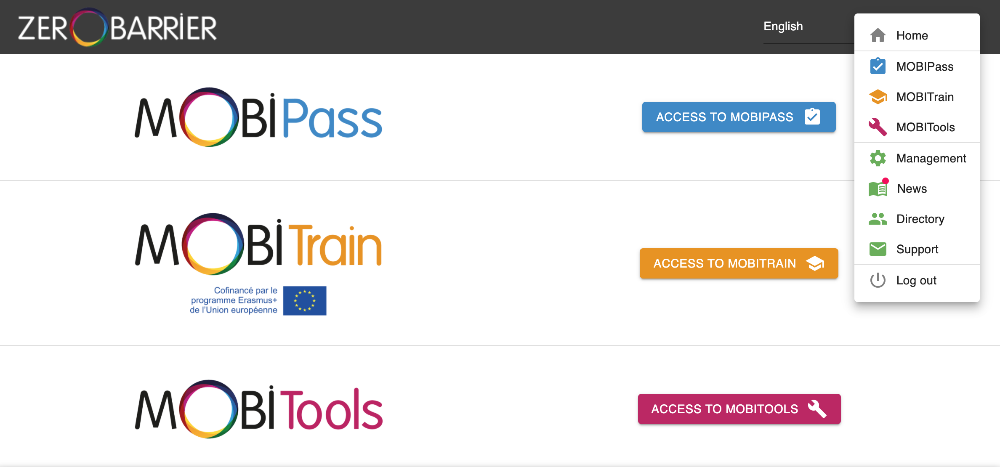 ZEROBARRiER
English
Home
MOBIPass
MOBITrain
MOBITools
Management
News
Directory
Support
Log out
MOBiPass
ACCESS TO MOBIPASS
MOBiTrain
Cofinancé par le
programme Erasmus+
de l'Union européenne
ACCESS TO MOBITRAIN
MOBiTools
ACCESS TO MOBITOOLS